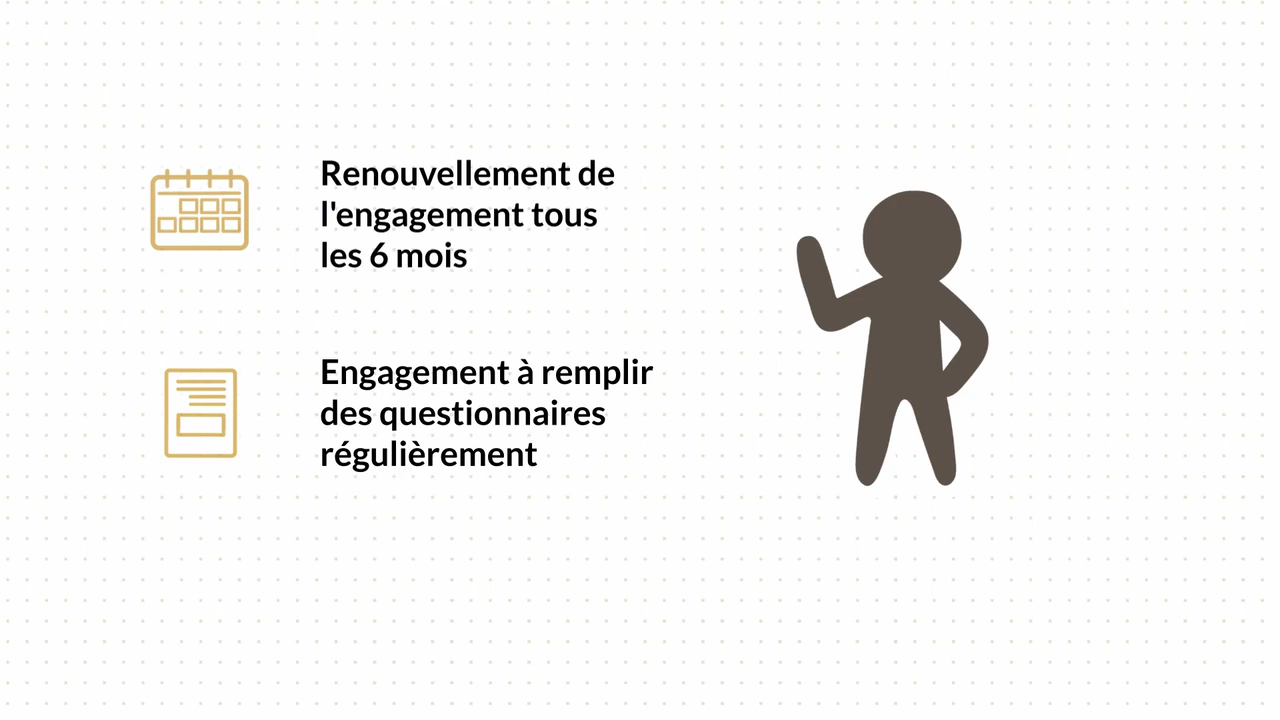 Renouvellement de
l'engagement tous
les 6 mois
Engagement à remplir
des questionnaires
régulièrement